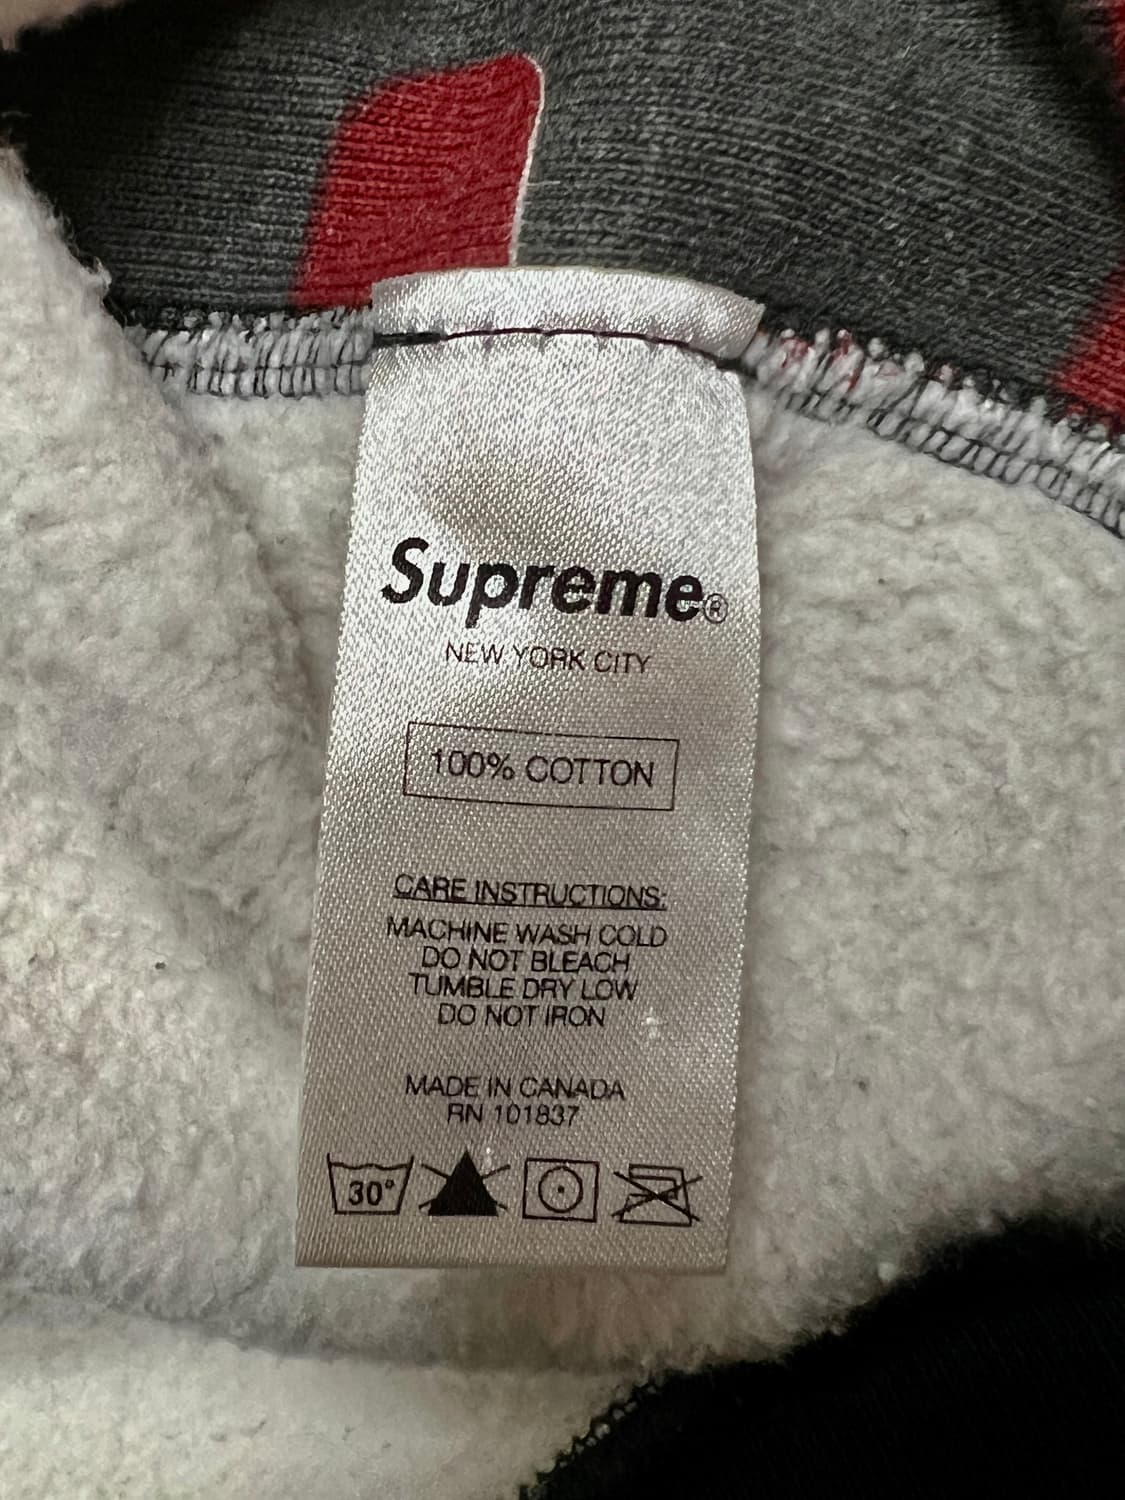 Supreme®
NEW YORK CITY
100% COTTON
CARE INSTRUCTIONS:
MACHINE WASH COLD
DO NOT BLEACH
TUMBLE DRY LOW
DO NOT IRON
MADE IN CANADA
RN 101837
30°